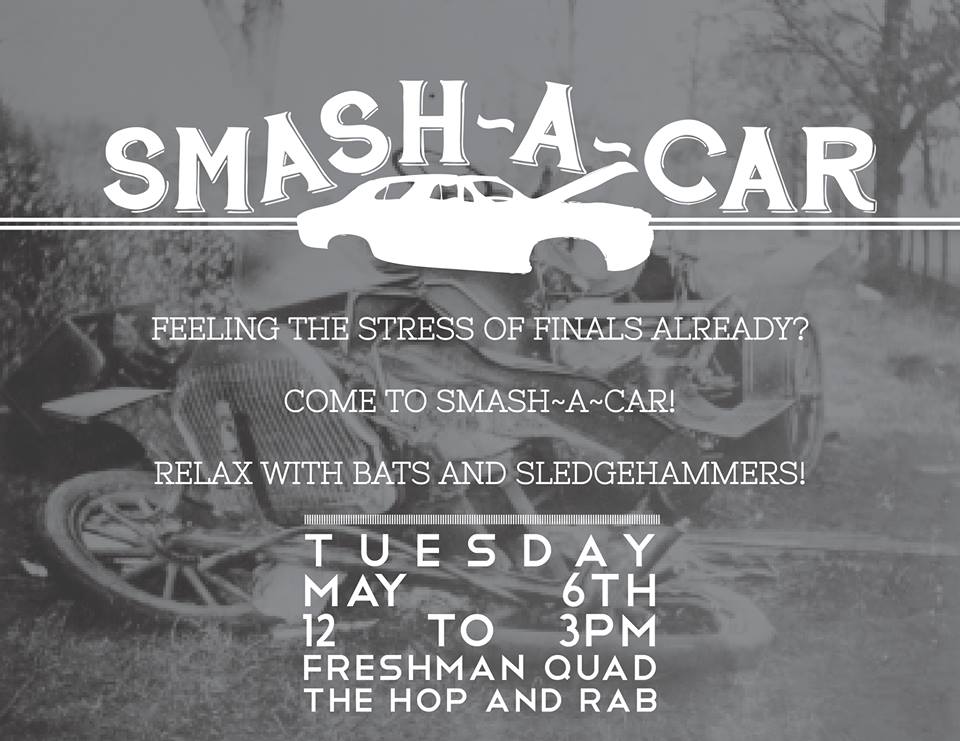 SMASH~A~CAR
FEELING THE STRESS OF FINALS ALREADY?
COME TO SMASH~A~CAR!
RELAX WITH BATS AND SLEDGEHAMMERS!
TUESDAY
MAY 6TH
12 TO 3PM
FRESHMAN QUAD
THE HOP AND RAB